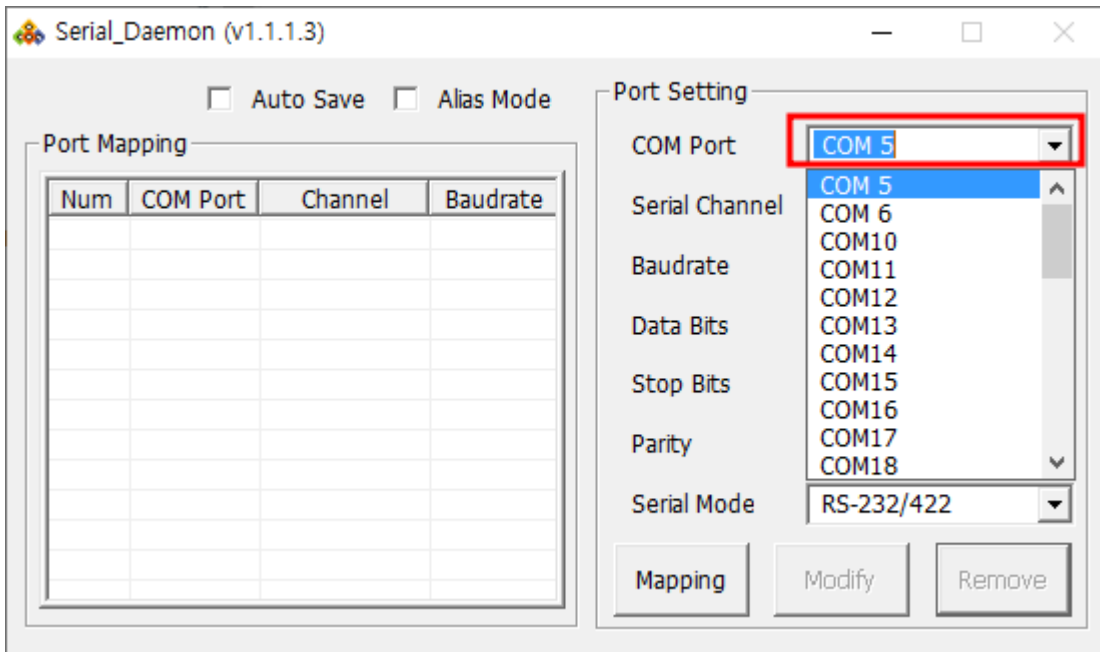 Serial_Daemon (v1.1.1.3)
Auto Save Alias Mode
Port Mapping
Num COM Port Channel Baudrate
Port Setting
COM Port COM 5
COM 5
COM 6
COM10
COM11
COM12
COM13
COM14
COM15
COM16
COM17
COM18
Serial Channel
Baudrate
Data Bits
Stop Bits
Parity
Serial Mode RS-232/422
Mapping Modify Remove